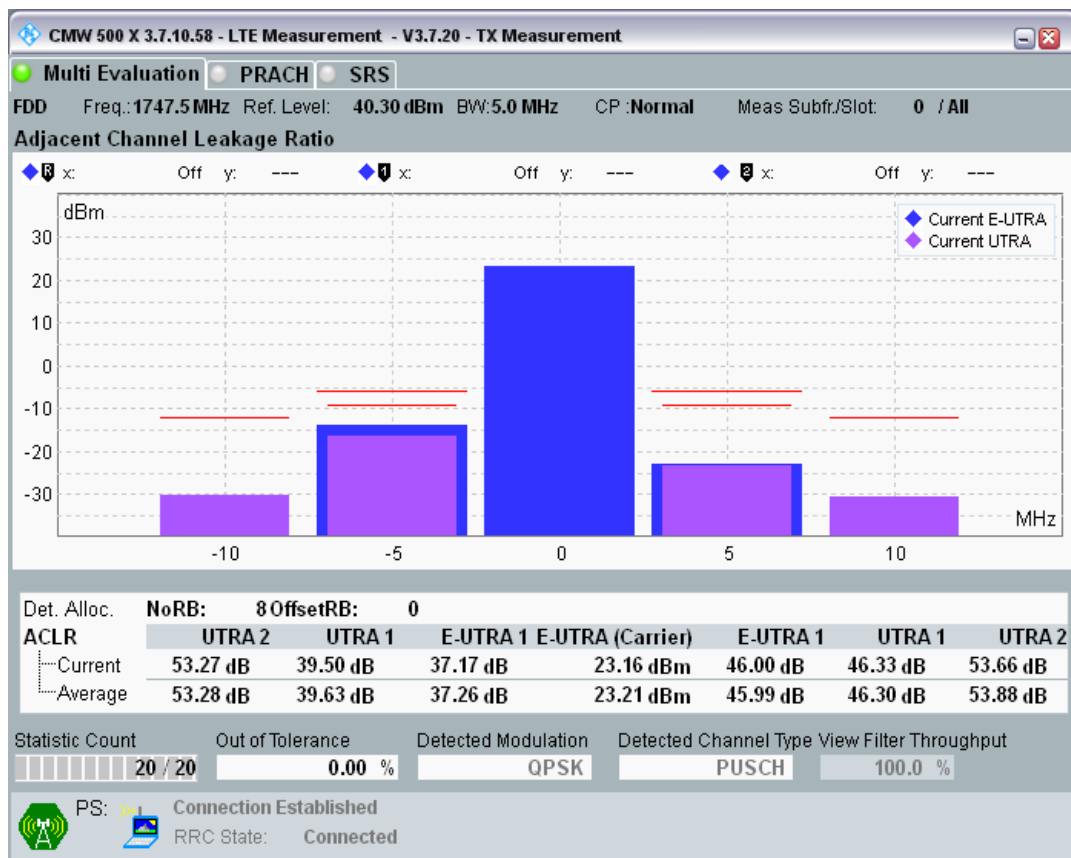 CMW 500 X 3.7.10.58 - LTE Measurement - V3.7.20 - TX Measurement
Multi Evaluation PRACH SRS
FDD Freq.:1747.5 MHz Ref. Level: 40.30 dBm BW:5.0 MHz CP :Normal Meas Subfr./Slot: 0 / All
Adjacent Channel Leakage Ratio
R x: Off y: --- 1 x: Off y: --- 2 x: Off y: ---
dBm
Current E-UTRA
Current UTRA
30
20
10
0
-10
-20
-30
MHz
-10 -5 0 5 10
Det. Alloc. NoRB: 8 OffsetRB: 0
ACLR UTRA 2 UTRA 1 E-UTRA 1 E-UTRA (Carrier) E-UTRA 1 UTRA 1 UTRA 2
Current 53.27 dB 39.50 dB 37.17 dB 23.16 dBm 46.00 dB 46.33 dB 53.66 dB
Average 53.28 dB 39.63 dB 37.26 dB 23.21 dBm 45.99 dB 46.30 dB 53.88 dB
Statistic Count Out of Tolerance Detected Modulation Detected Channel Type View Filter Throughput
20 / 20 0.00 % QPSK PUSCH 100.0 %
PS: Connection Established
RRC State: Connected